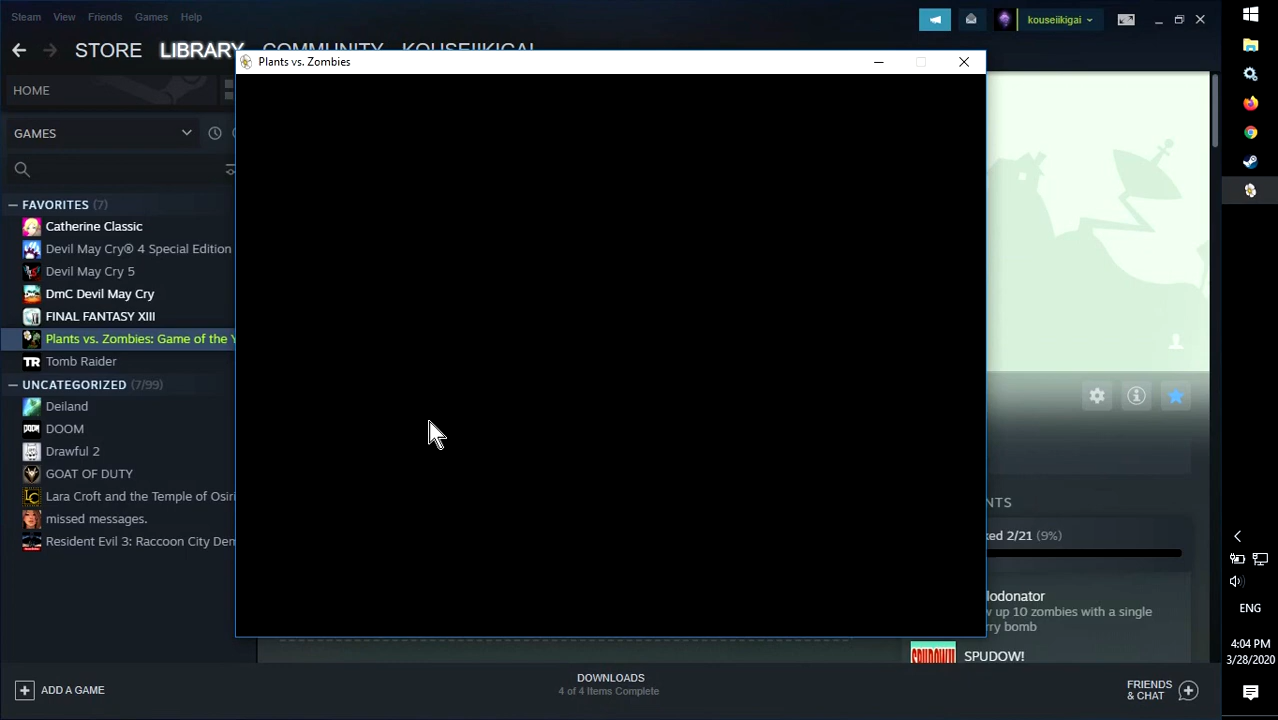 Steam View Friends Games Help
kouseiikigai
STORE LIBRARY COMMUNITY KOUSEIIKIGAI
Plants vs. Zombies
HOME
GAMES
FAVORITES (7)
Catherine Classic
Devil May Cry® 4 Special Edition
Devil May Cry 5
DmC Devil May Cry
FINAL FANTASY XIII
Plants vs. Zombies: Game of the Y
TR Tomb Raider
UNCATEGORIZED (7/99)
Deiland
DOOM DOOM
Drawful 2
GOAT OF DUTY
LC Lara Croft and the Temple of Osiri
missed messages.
Resident Evil 3: Raccoon City Dem
NTS
ked 2/21 (9%)
lodonator
w up 10 zombies with a single
rry bomb
SPUDOW!
SPUDOW!
ADD A GAME
DOWNLOADS
4 of 4 Items Complete
FRIENDS
& CHAT
ENG
4:04 PM
3/28/2020